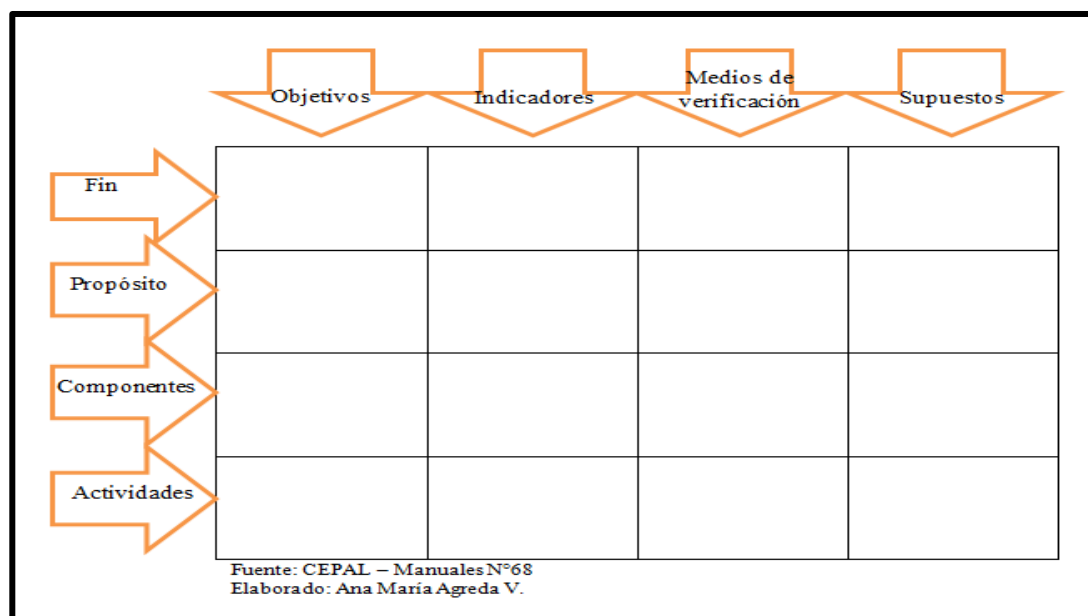 Objetivos
Indicadores
Medios de
verificación
Supuestos
Fin
Propósito
Componentes
Actividades
Fuente: CEPAL – Manuales N°68
Elaborado: Ana María Agreda V.